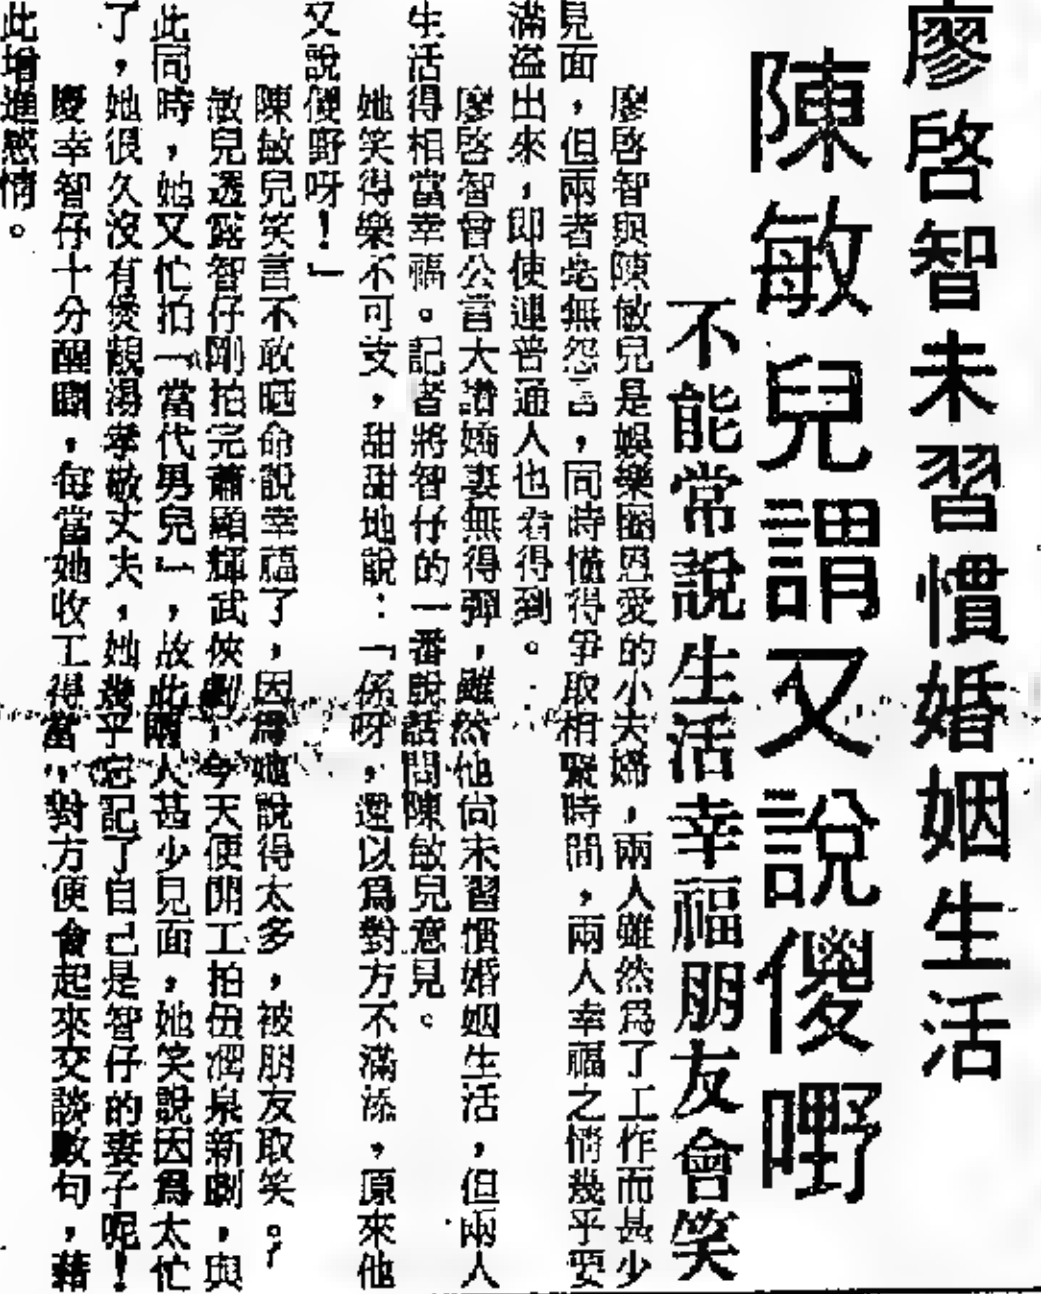 廖啓智未習慣婚姻生活
陳敏兒謂又說傻嘢
不能常說生活幸福朋友會笑
廖啓智與陳敏兒是娛樂圈恩愛的小夫婦，兩人雖然爲了工作而甚少
見面，但兩者毫無怨言，同時懂得爭取相聚時間，兩人幸福之情幾乎要
滿溢出來，即使連普通人也看得到。
廖啓智曾公言大讚嬌妻無得彈，雖然他尚未習慣婚姻生活，但兩人
生活得相當幸福。記者將智仔的一番說話問陳敏兒意見。
她笑得樂不可支，甜甜地說：「係呀，還以爲對方不滿添，原來他
又說傻野呀！」
陳敏兒笑言不敢晒命說幸福了，因爲她說得太多，被朋友取笑。
敏兒透露智仔剛拍完蕭顯輝武俠劇，今天便開工拍伍潤泉新劇，與
此同時，她又忙拍「當代男兒」，故此兩人甚少見面，她笑說因爲太忙
了，她很久沒有煲靚湯孝敬丈夫，她幾乎忘記了自己是智仔的妻子呢！
慶幸智仔十分醒目，每當她收工得當，對方便會起來交談數句，藉
此增進感情。